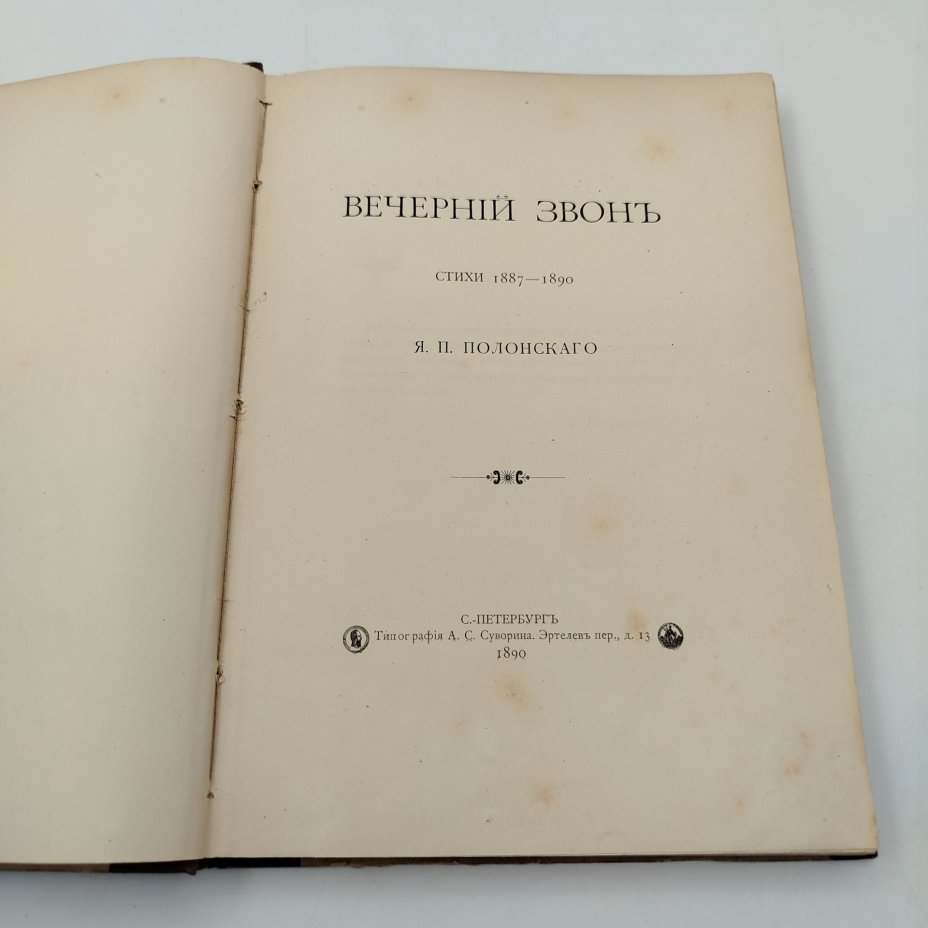 ВЕЧЕРНІЙ ЗВОНЪ
СТИХИ 1887—1890
Я. П. ПОЛОНСКАГО
С.-ПЕТЕРБУРГЪ
Типографія А. С. Суворина. Эртелевъ пер., д. 13
1890